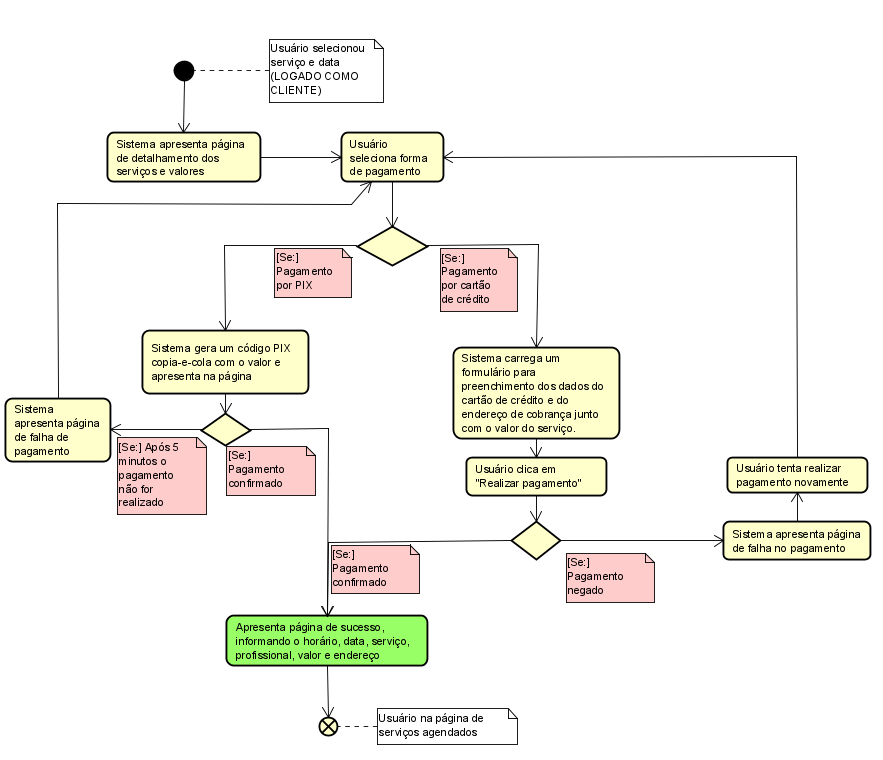 Usuário selecionou
serviço e data
(LOGADO COMO
CLIENTE)
Sistema apresenta página
de detalhamento dos
serviços e valores
Usuário
seleciona forma
de pagamento
[Se:]
Pagamento
por PIX
[Se:]
Pagamento
por cartão
de crédito
Sistema gera um código PIX
copia-e-cola com o valor e
apresenta na página
Sistema carrega um
formulário para
preenchimento dos dados do
cartão de crédito e do
endereço de cobrança junto
com o valor do serviço.
Sistema
apresenta página
de falha de
pagamento
[Se:] Após 5
minutos o
pagamento
não for
realizado
[Se:]
Pagamento
confirmado
Usuário clica em
"Realizar pagamento"
Usuário tenta realizar
pagamento novamente
Sistema apresenta página
de falha no pagamento
[Se:]
Pagamento
confirmado
[Se:]
Pagamento
negado
Apresenta página de sucesso,
informando o horário, data, serviço,
profissional, valor e endereço
Usuário na página de
serviços agendados